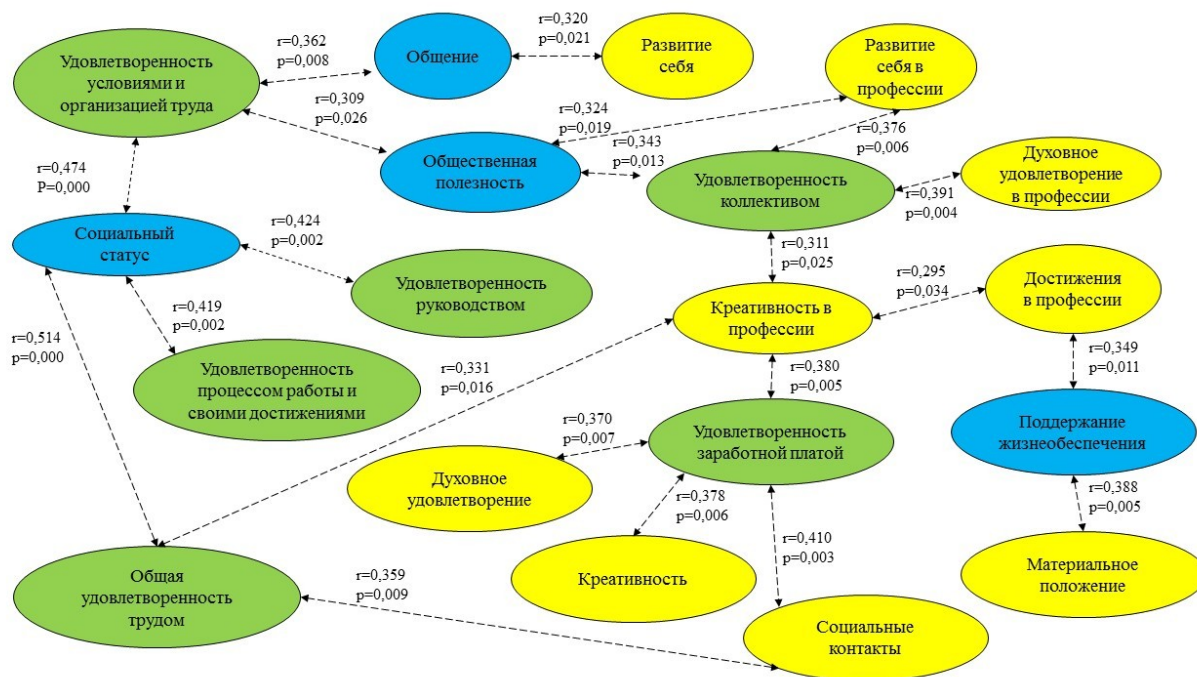 r=0,320
p=0,021
r=0,362
p=0,008
Общение
Развитие
себя
Развитие
себя в
профессии
Удовлетворенность
условиями и
организацией труда
r=0,309
p=0,026
r=0,324
p=0,019
r=0,376
p=0,006
r=0,343
p=0,013
Общественная
полезность
Удовлетворенность
коллективом
Духовное
удовлетворение
в профессии
r=0,391
p=0,004
r=0,474
P=0,000
r=0,424
p=0,002
Социальный
статус
r=0,311
p=0,025
r=0,295
p=0,034
Достижения
в профессии
Удовлетворенность
руководством
Креативность в
профессии
r=0,419
p=0,002
r=0,514
p=0,000
r=0,349
p=0,011
Удовлетворенность
процессом работы и
своими достижениями
r=0,331
p=0,016
r=0,380
p=0,005
r=0,370
p=0,007
Удовлетворенность
заработной платой
Поддержание
жизнеобеспечения
Духовное
удовлетворение
r=0,378
p=0,006
r=0,388
p=0,005
r=0,410
p=0,003
Общая
удовлетворенность
трудом
r=0,359
p=0,009
Креативность
Материальное
положение
Социальные
контакты